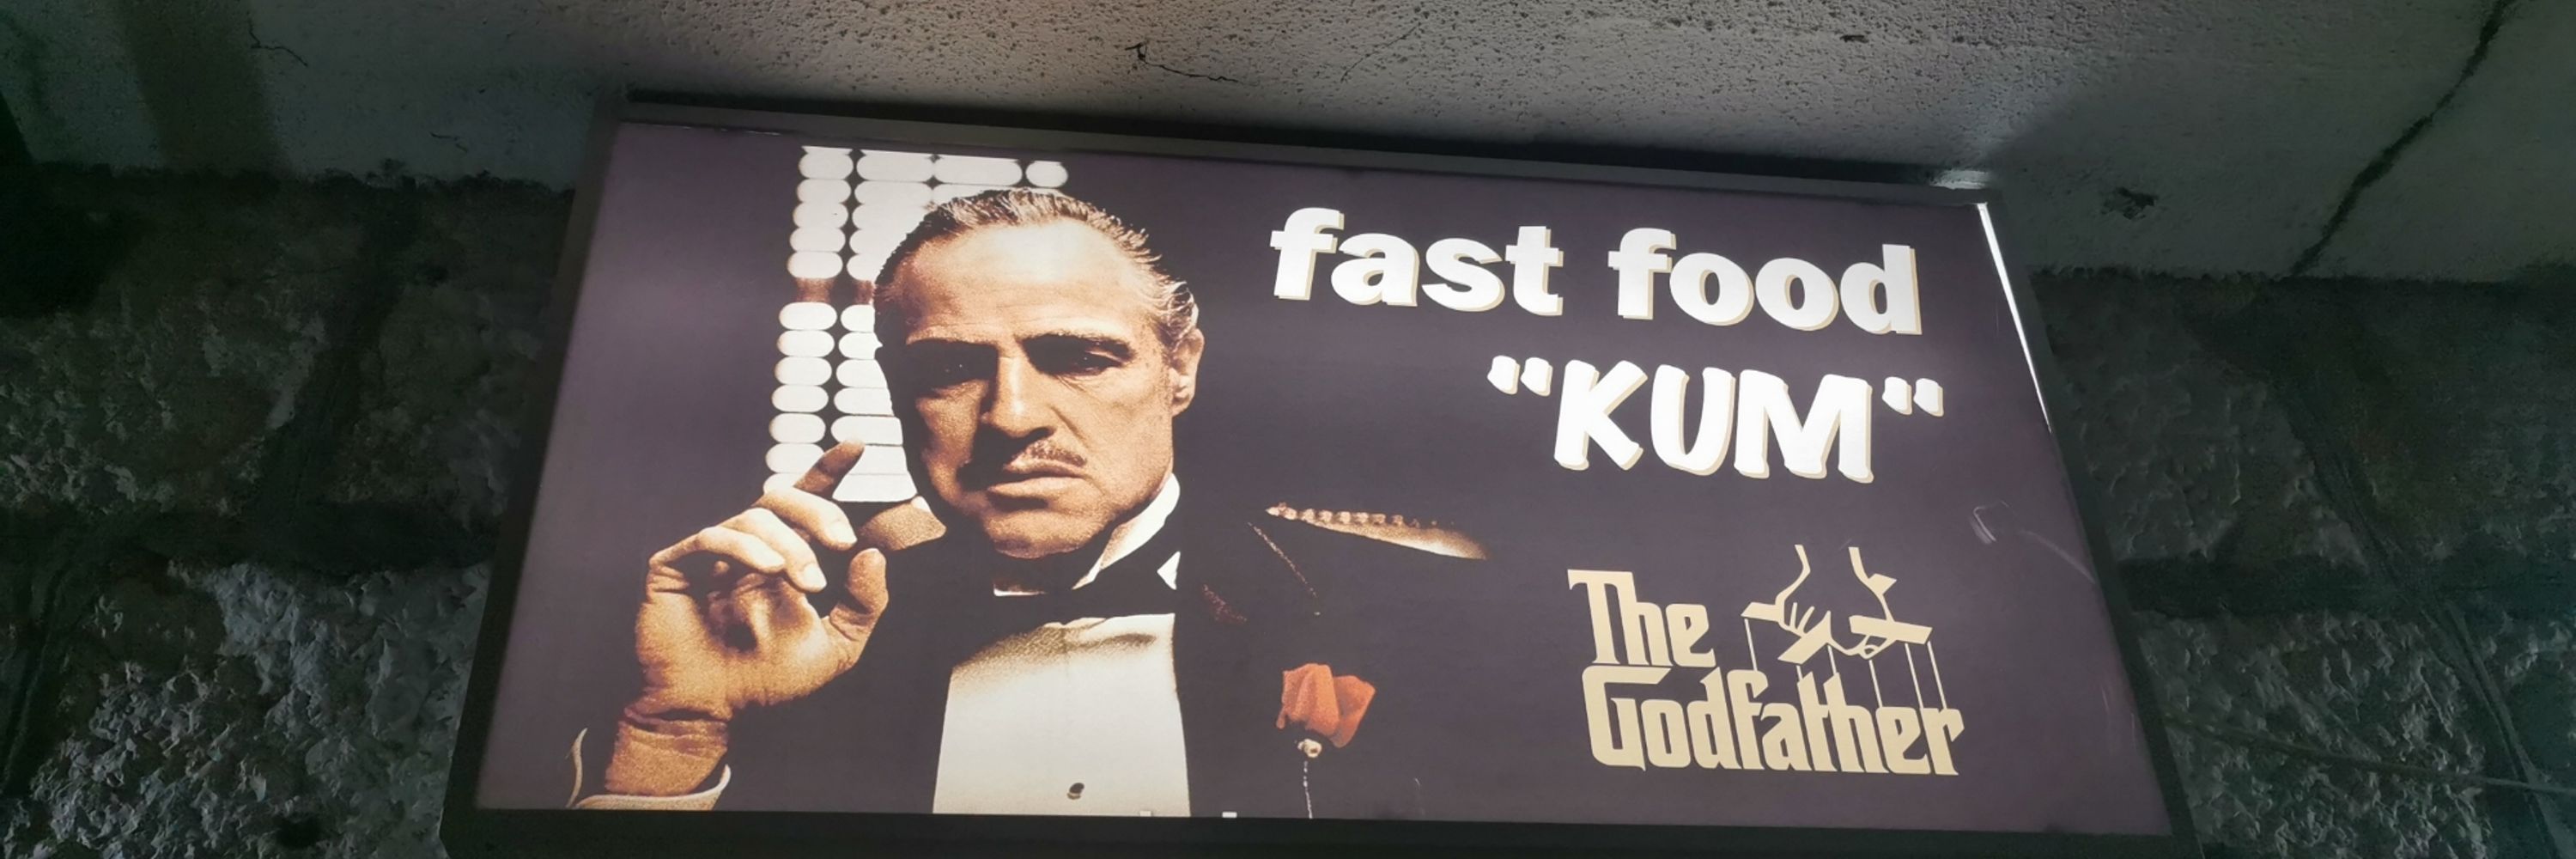 fast food
“KUM“
The
Godfather